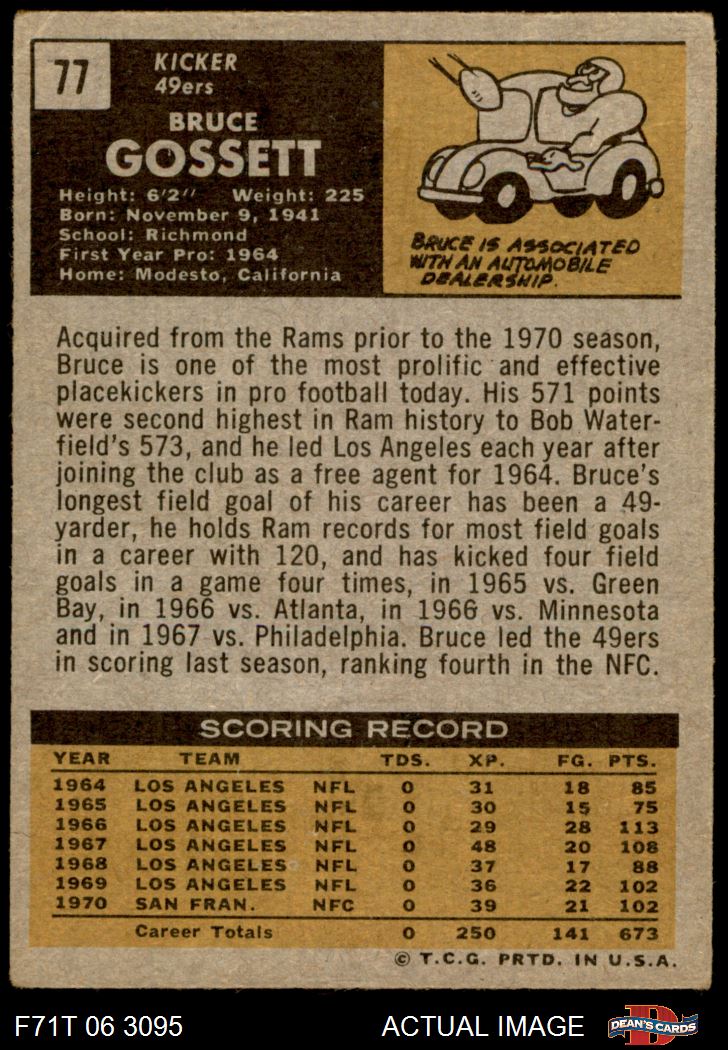 77
KICKER
49ers
BRUCE
GOSSETT
Height: 6'2" Weight: 225
Born: November 9, 1941
School: Richmond
First Year Pro: 1964
Home: Modesto, California
BRUCE IS ASSOCIATED
WITH AN AUTOMOBILE
DEALERSHIP.
Acquired from the Rams prior to the 1970 season,
Bruce is one of the most prolific and effective
placekickers in pro football today. His 571 points
were second highest in Ram history to Bob Water-
field's 573, and he led Los Angeles each year after
joining the club as a free agent for 1964. Bruce's
longest field goal of his career has been a 49-
yarder, he holds Ram records for most field goals
in a career with 120, and has kicked four field
goals in a game four times, in 1965 vs. Green
Bay, in 1966 vs. Atlanta, in 1966 vs. Minnesota
and in 1967 vs. Philadelphia. Bruce led the 49ers
in scoring last season, ranking fourth in the NFC.
SCORING RECORD
YEAR TEAM TDS. XP. FG. PTS.
1964 LOS ANGELES NFL 0 31 18 85
1965 LOS ANGELES NFL 0 30 15 75
1966 LOS ANGELES NFL 0 29 28 113
1967 LOS ANGELES NFL 0 48 20 108
1968 LOS ANGELES NFL 0 37 17 88
1969 LOS ANGELES NFL 0 36 22 102
1970 SAN FRAN. NFC 0 39 21 102
Career Totals 0 250 141 673
© T.C.G. PRTD. IN U.S.A.
F71T 06 3095 ACTUAL IMAGE D DEAN'S CARDS